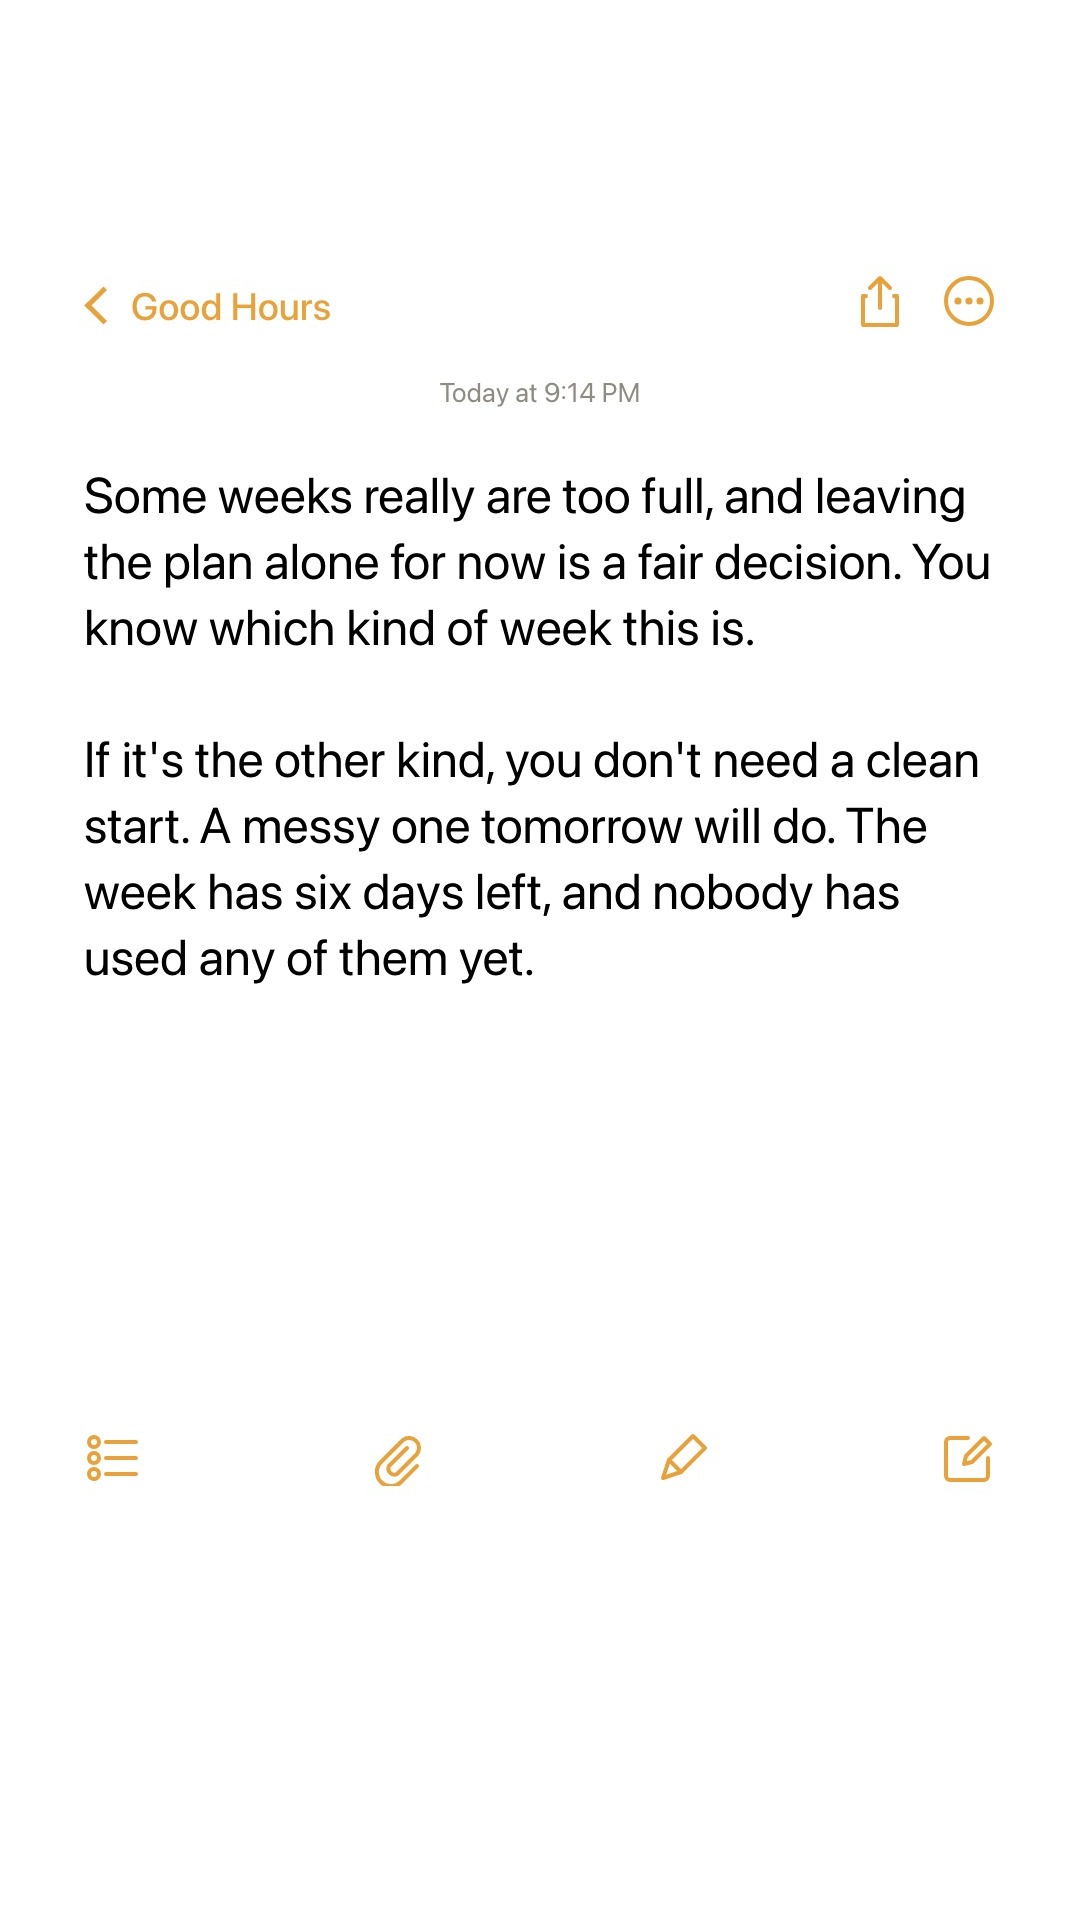 Good Hours
Today at 9:14 PM
Some weeks really are too full, and leaving
the plan alone for now is a fair decision. You
know which kind of week this is.
If it's the other kind, you don't need a clean
start. A messy one tomorrow will do. The
week has six days left, and nobody has
used any of them yet.